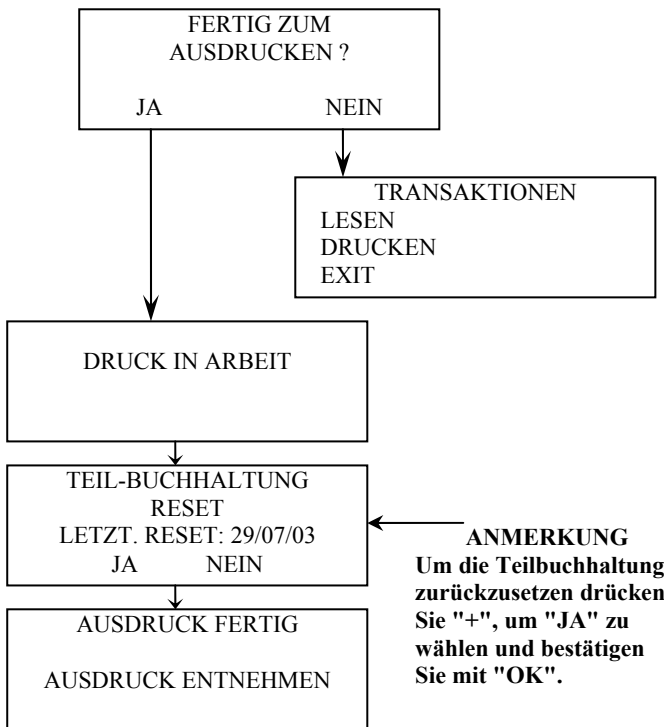 FERTIG ZUM
AUSDRUCKEN ?
JA NEIN
TRANSAKTIONEN
LESEN
DRUCKEN
EXIT
DRUCK IN ARBEIT
TEIL-BUCHHALTUNG
RESET
LETZT. RESET: 29/07/03
JA NEIN
ANMERKUNG
Um die Teilbuchhaltung
zurückzusetzen drücken
Sie "+", um "JA" zu
wählen und bestätigen
Sie mit "OK".
AUSDRUCK FERTIG
AUSDRUCK ENTNEHMEN